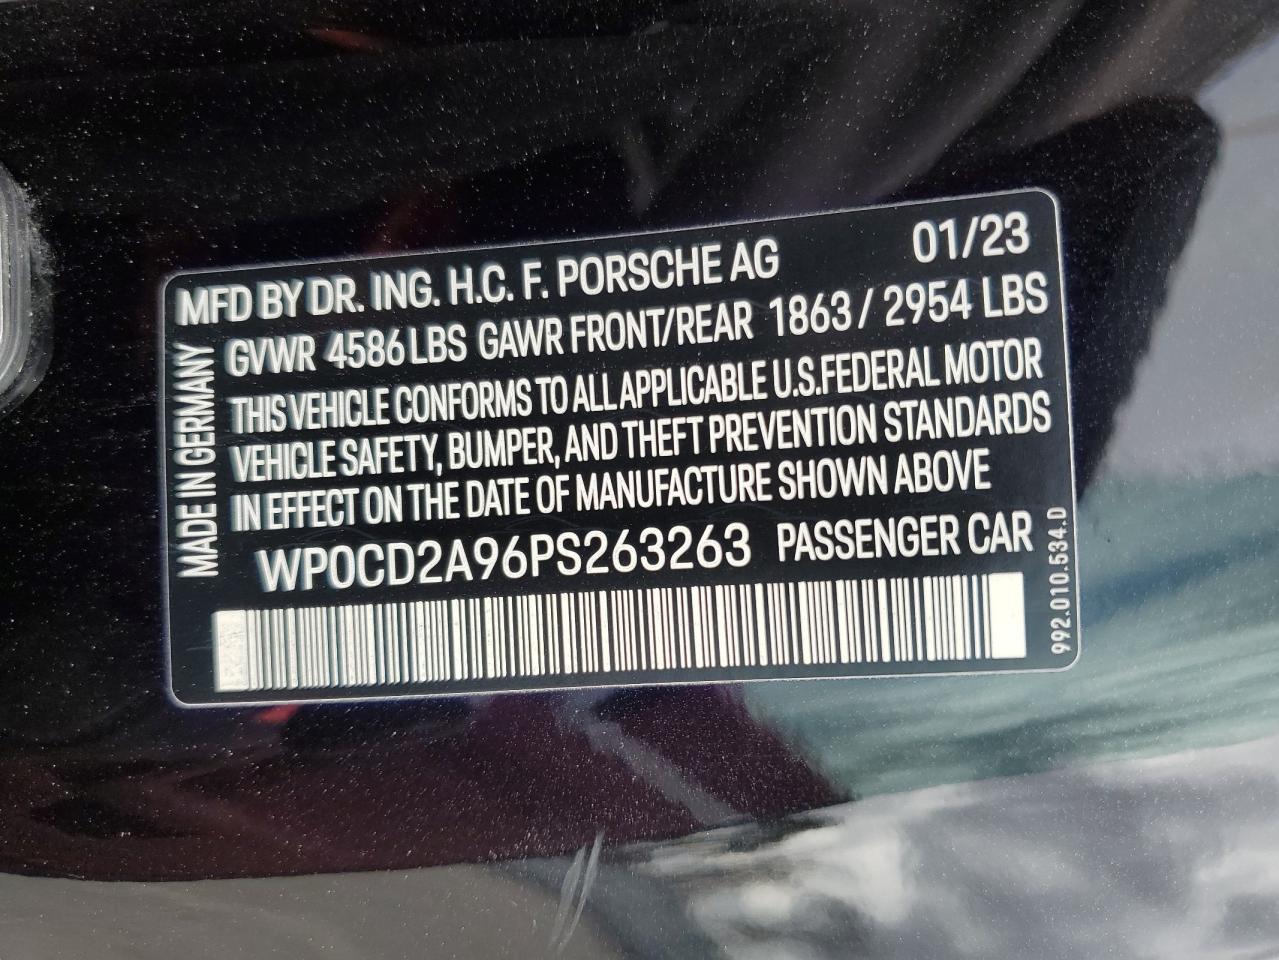 MFD BY DR. ING. H.C. F. PORSCHE AG 01/23
GVWR 4586 LBS GAWR FRONT/REAR 1863 / 2954 LBS
THIS VEHICLE CONFORMS TO ALL APPLICABLE U.S.FEDERAL MOTOR
VEHICLE SAFETY, BUMPER, AND THEFT PREVENTION STANDARDS
IN EFFECT ON THE DATE OF MANUFACTURE SHOWN ABOVE
WP0CD2A96PS263263 PASSENGER CAR
MADE IN GERMANY
992.010.534.D